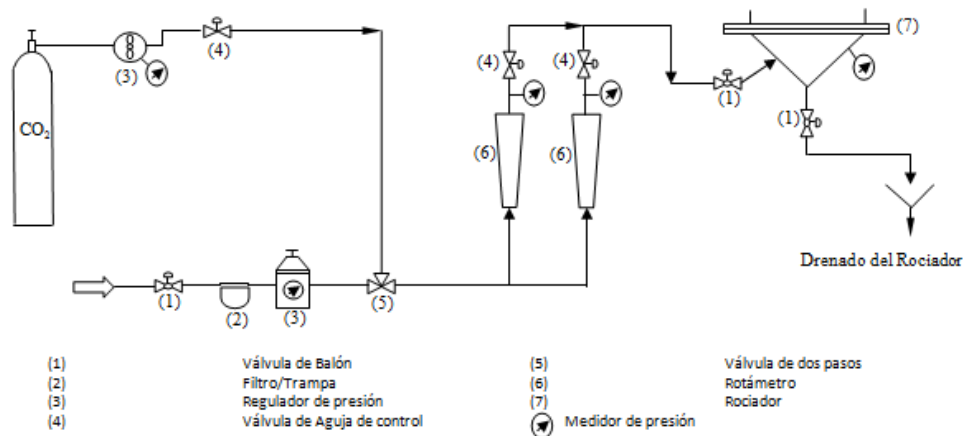 (7)
(4)
(3)
(4)
(4)
(1)
CO₂
(1)
(6)
(6)
Drenado del Rociador
(1)
(2)
(3)
(5)
(1) Válvula de Balón (5) Válvula de dos pasos
(2) Filtro/Trampa (6) Rotámetro
(3) Regulador de presión (7) Rociador
(4) Válvula de Aguja de control Medidor de presión